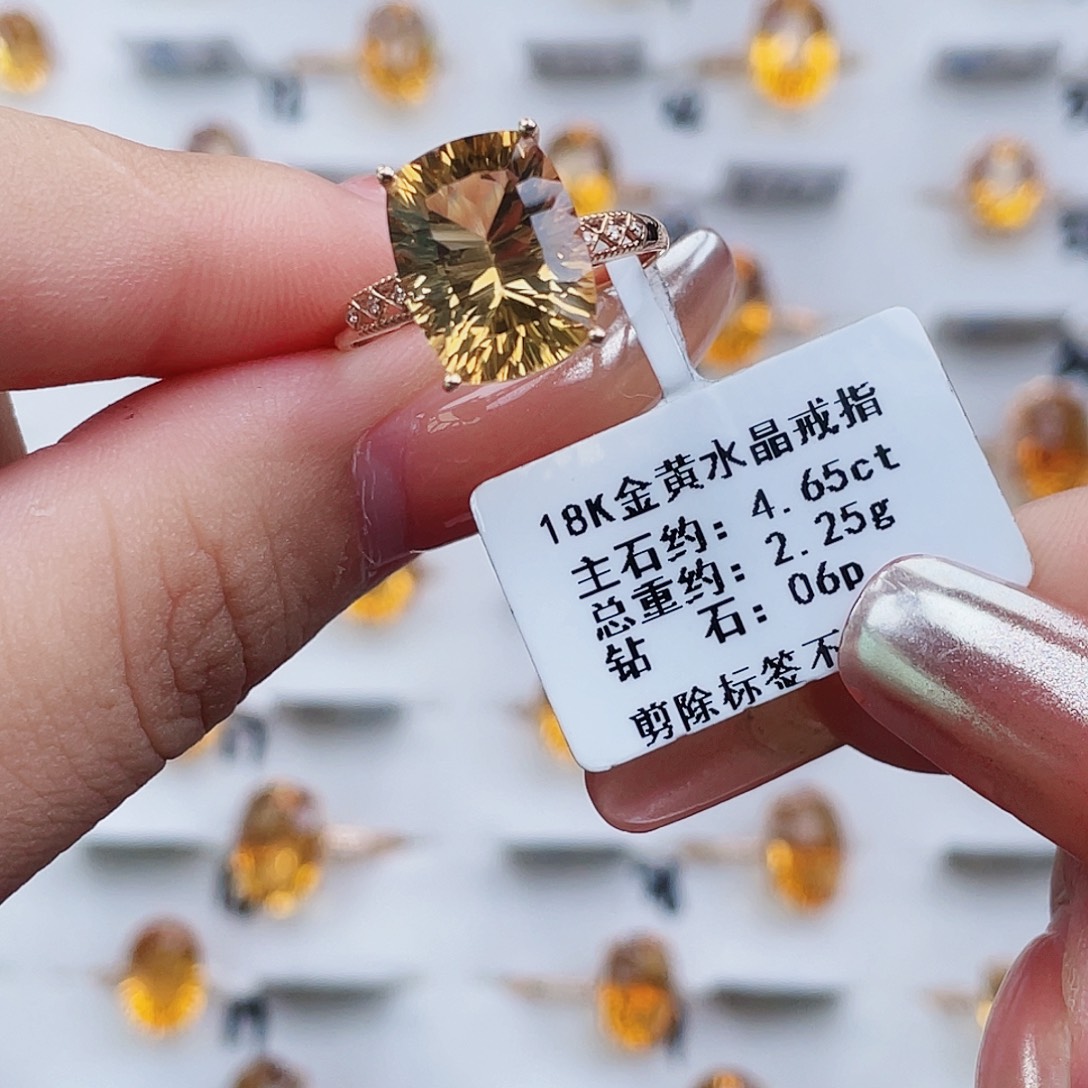 18K金黄水晶戒指
主石约: 4.65ct
总重约: 2.25g
钻 石: 06p
剪除标签不